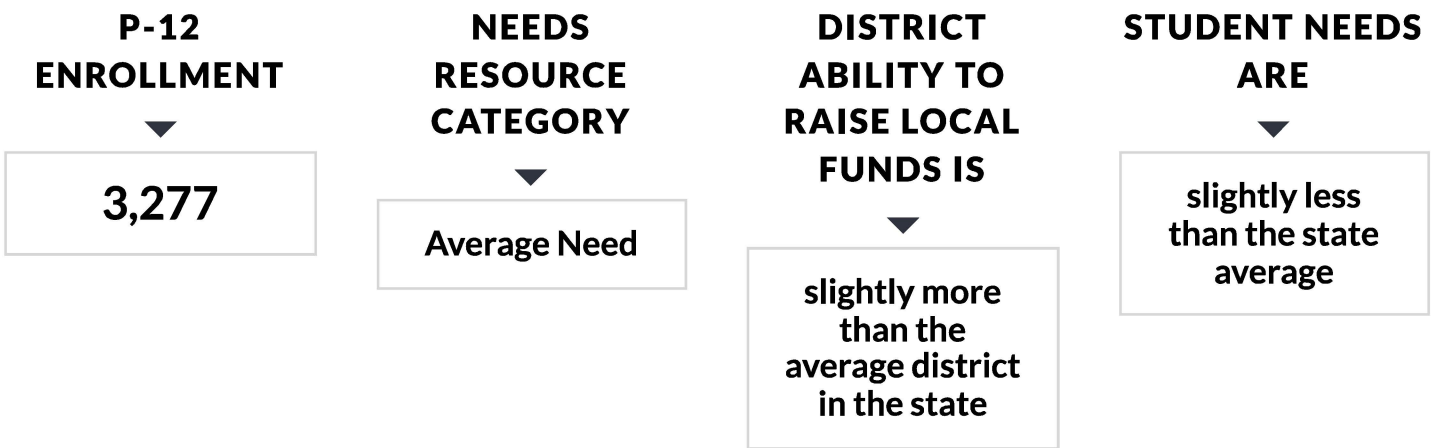 P-12
ENROLLMENT
3,277
NEEDS
RESOURCE
CATEGORY
Average Need
DISTRICT
ABILITY TO
RAISE LOCAL
FUNDS IS
slightly more
than the
average district
in the state
STUDENT NEEDS
ARE
slightly less
than the state
average